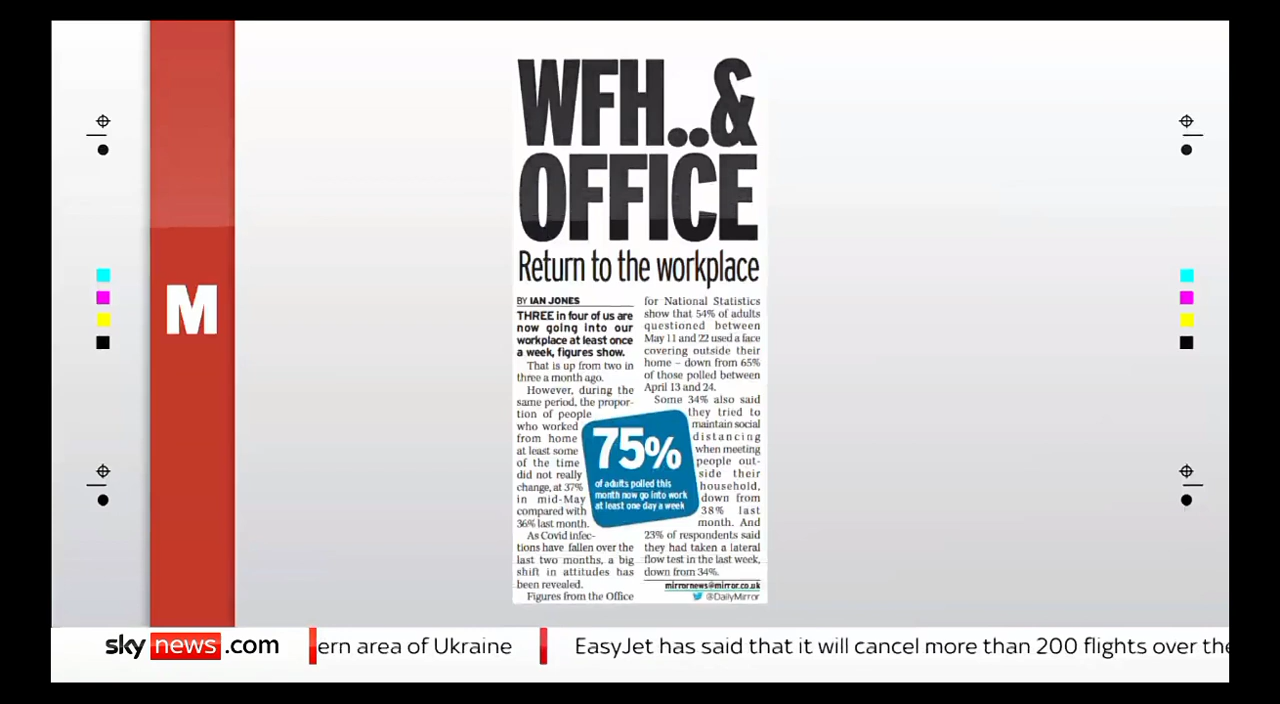 WFH..&
OFFICE
Return to the workplace
BY IAN JONES
THREE in four of us are
now going into our
workplace at least once
a week, figures show.
That is up from two in
three a month ago.
However, during the
same period, the propor-
tion of people
who worked
from home
at least some
of the time
did not really
change, at 37%
in mid-May
compared with
36% last month.
As Covid infec-
tions have fallen over the
last two months, a big
shift in attitudes has
been revealed.
Figures from the Office
for National Statistics
show that 54% of adults
questioned between
May 11 and 22 used a face
covering outside their
home – down from 65%
of those polled between
April 13 and 24.
Some 34% also said
they tried to
maintain social
distancing
when meeting
people out-
side their
household,
down from
38% last
month. And
23% of respondents said
they had taken a lateral
flow test in the last week,
down from 34%.
mirrornews@mirror.co.uk
@DailyMirror
75%
of adults polled this
month now go into work
at least one day a week
M
sky news .com
ern area of Ukraine
EasyJet has said that it will cancel more than 200 flights over the